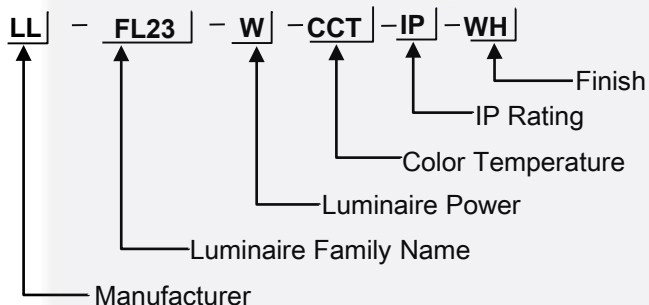 LL - FL23 - W - CCT - IP - WH
Finish
IP Rating
Color Temperature
Luminaire Power
Luminaire Family Name
Manufacturer